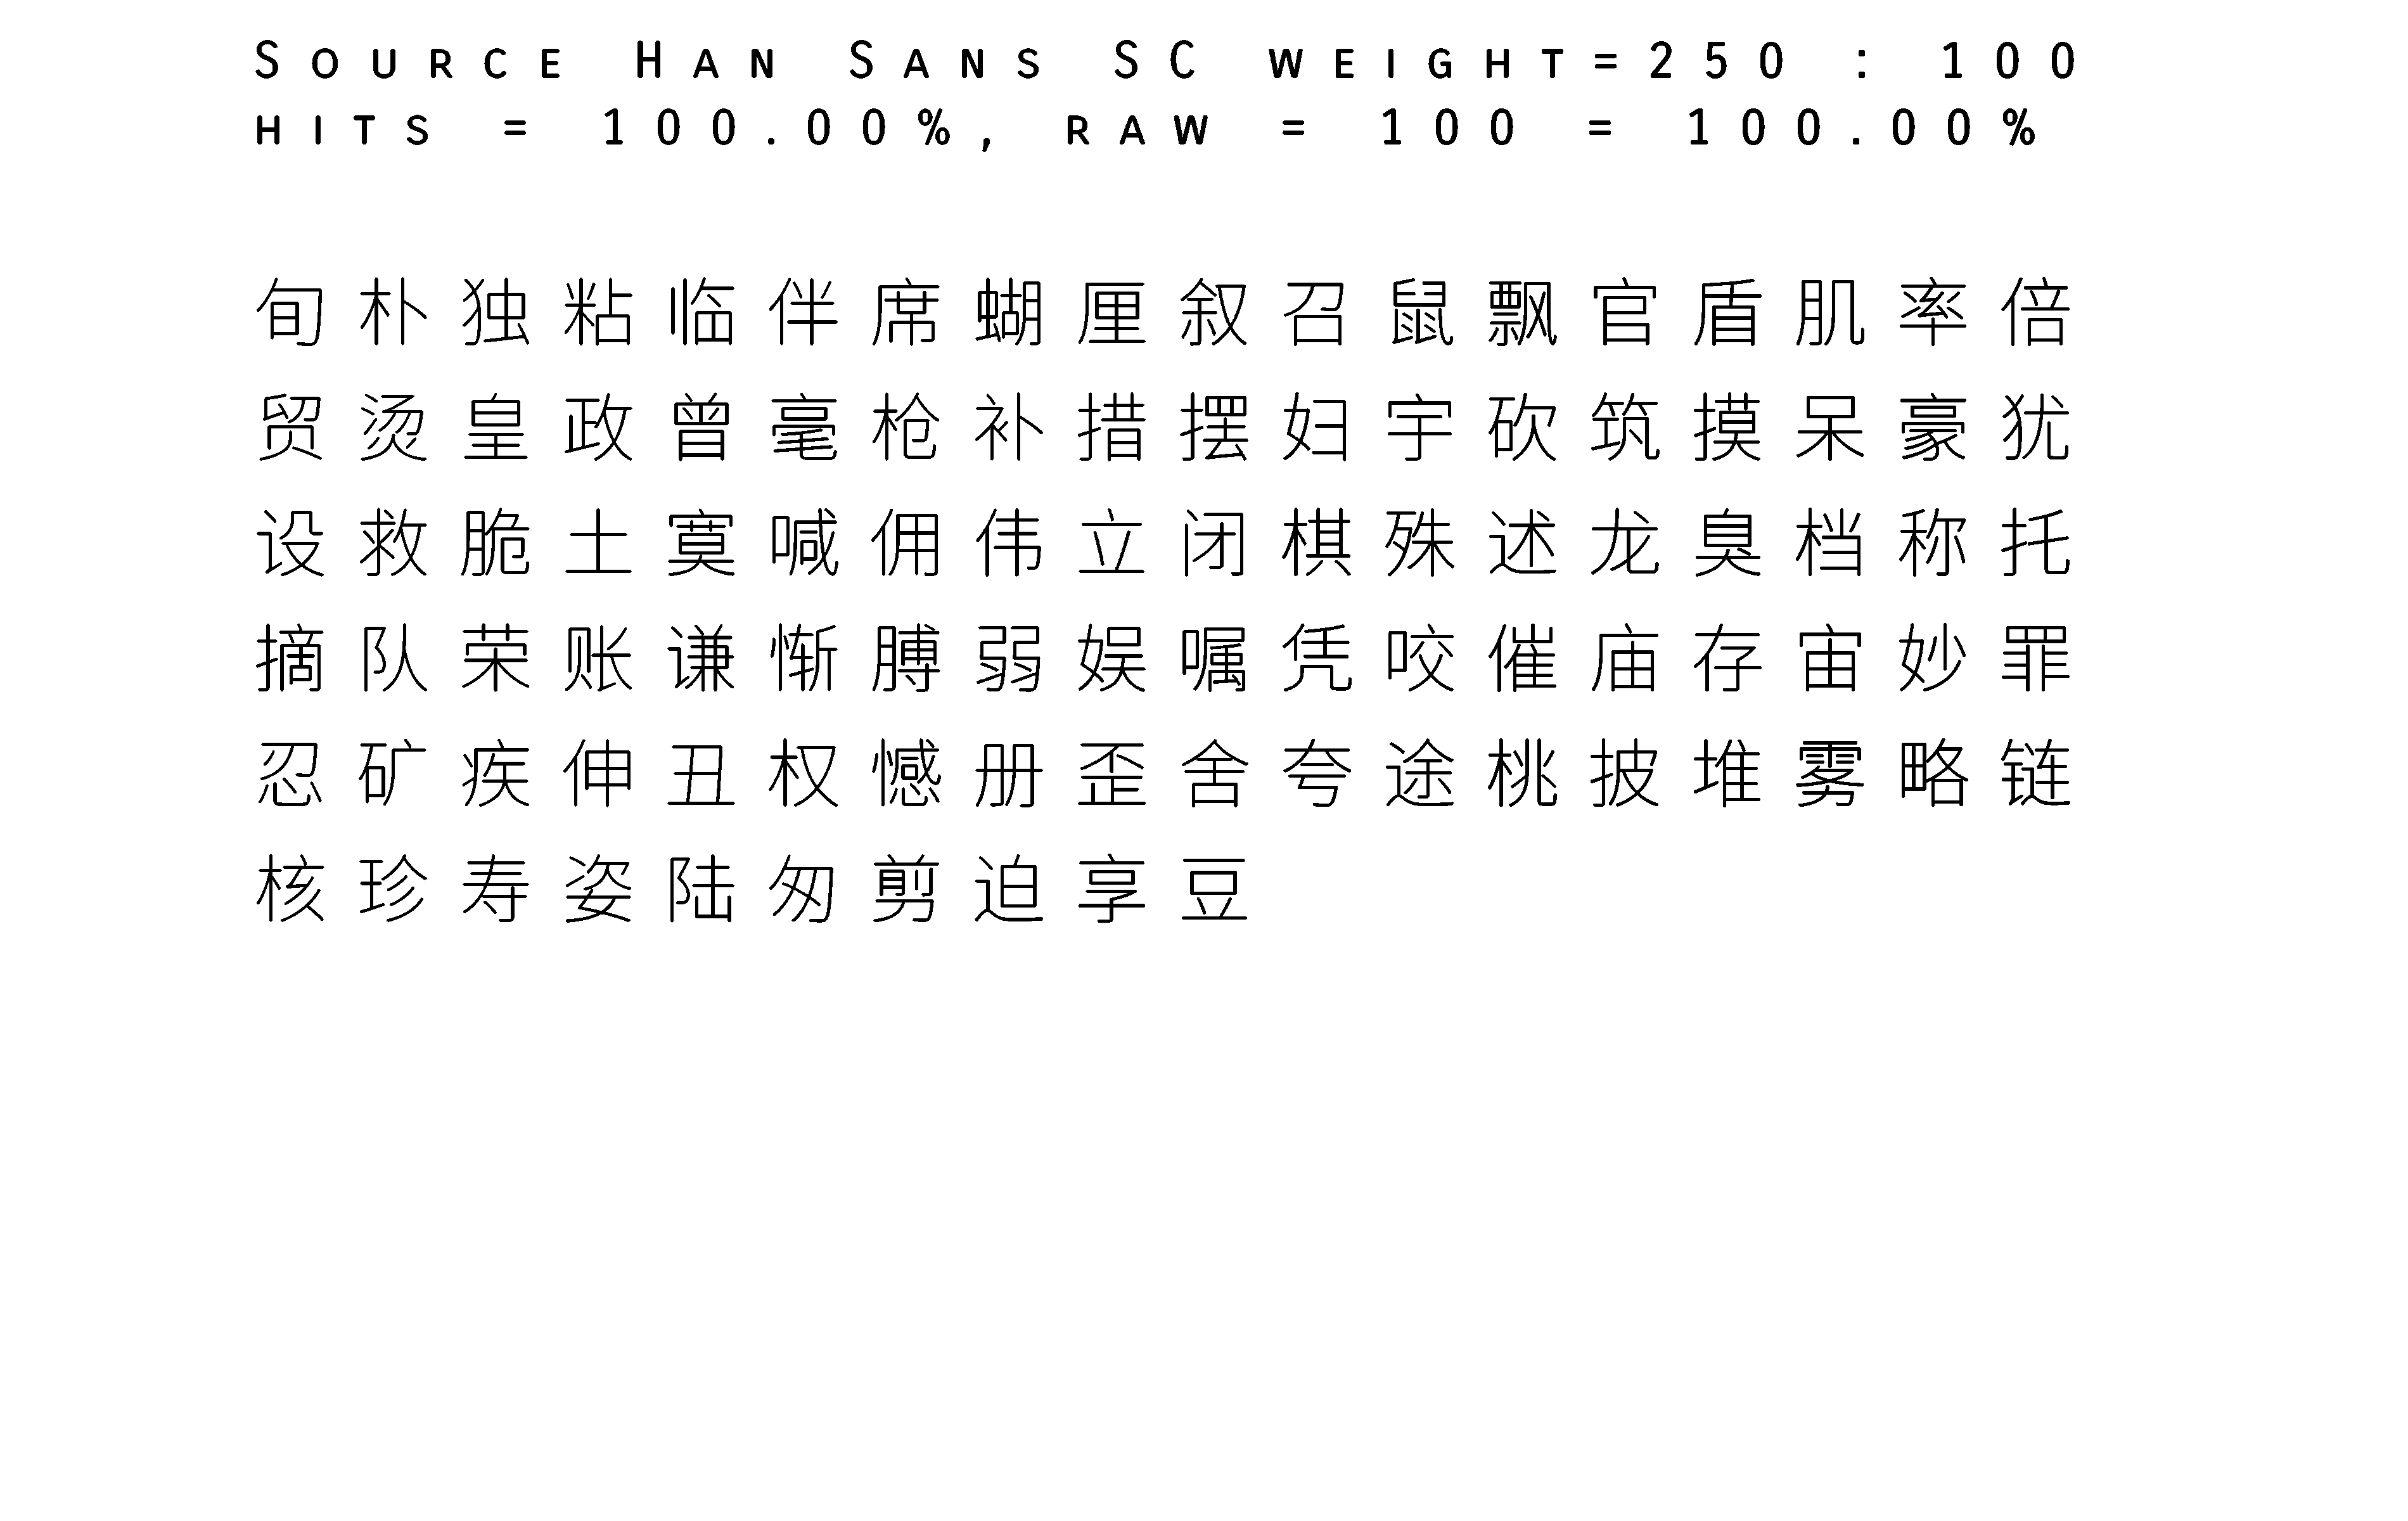 Source Han Sans SC weight=250 : 100
hits = 100.00%, raw = 100 = 100.00%
旬朴独粘临伴席蝴厘叙召鼠飘官盾肌率倍
贸烫皇政曾毫枪补措摆妇宇砍筑摸呆豪犹
设救脆土寞喊佣伟立闭棋殊述龙臭档称托
摘队荣账谦惭膊弱娱嘱凭咬催庙存宙妙罪
忍矿疾伸丑权憾册歪舍夸途桃披堆雾略链
核珍寿姿陆勿剪迫享豆